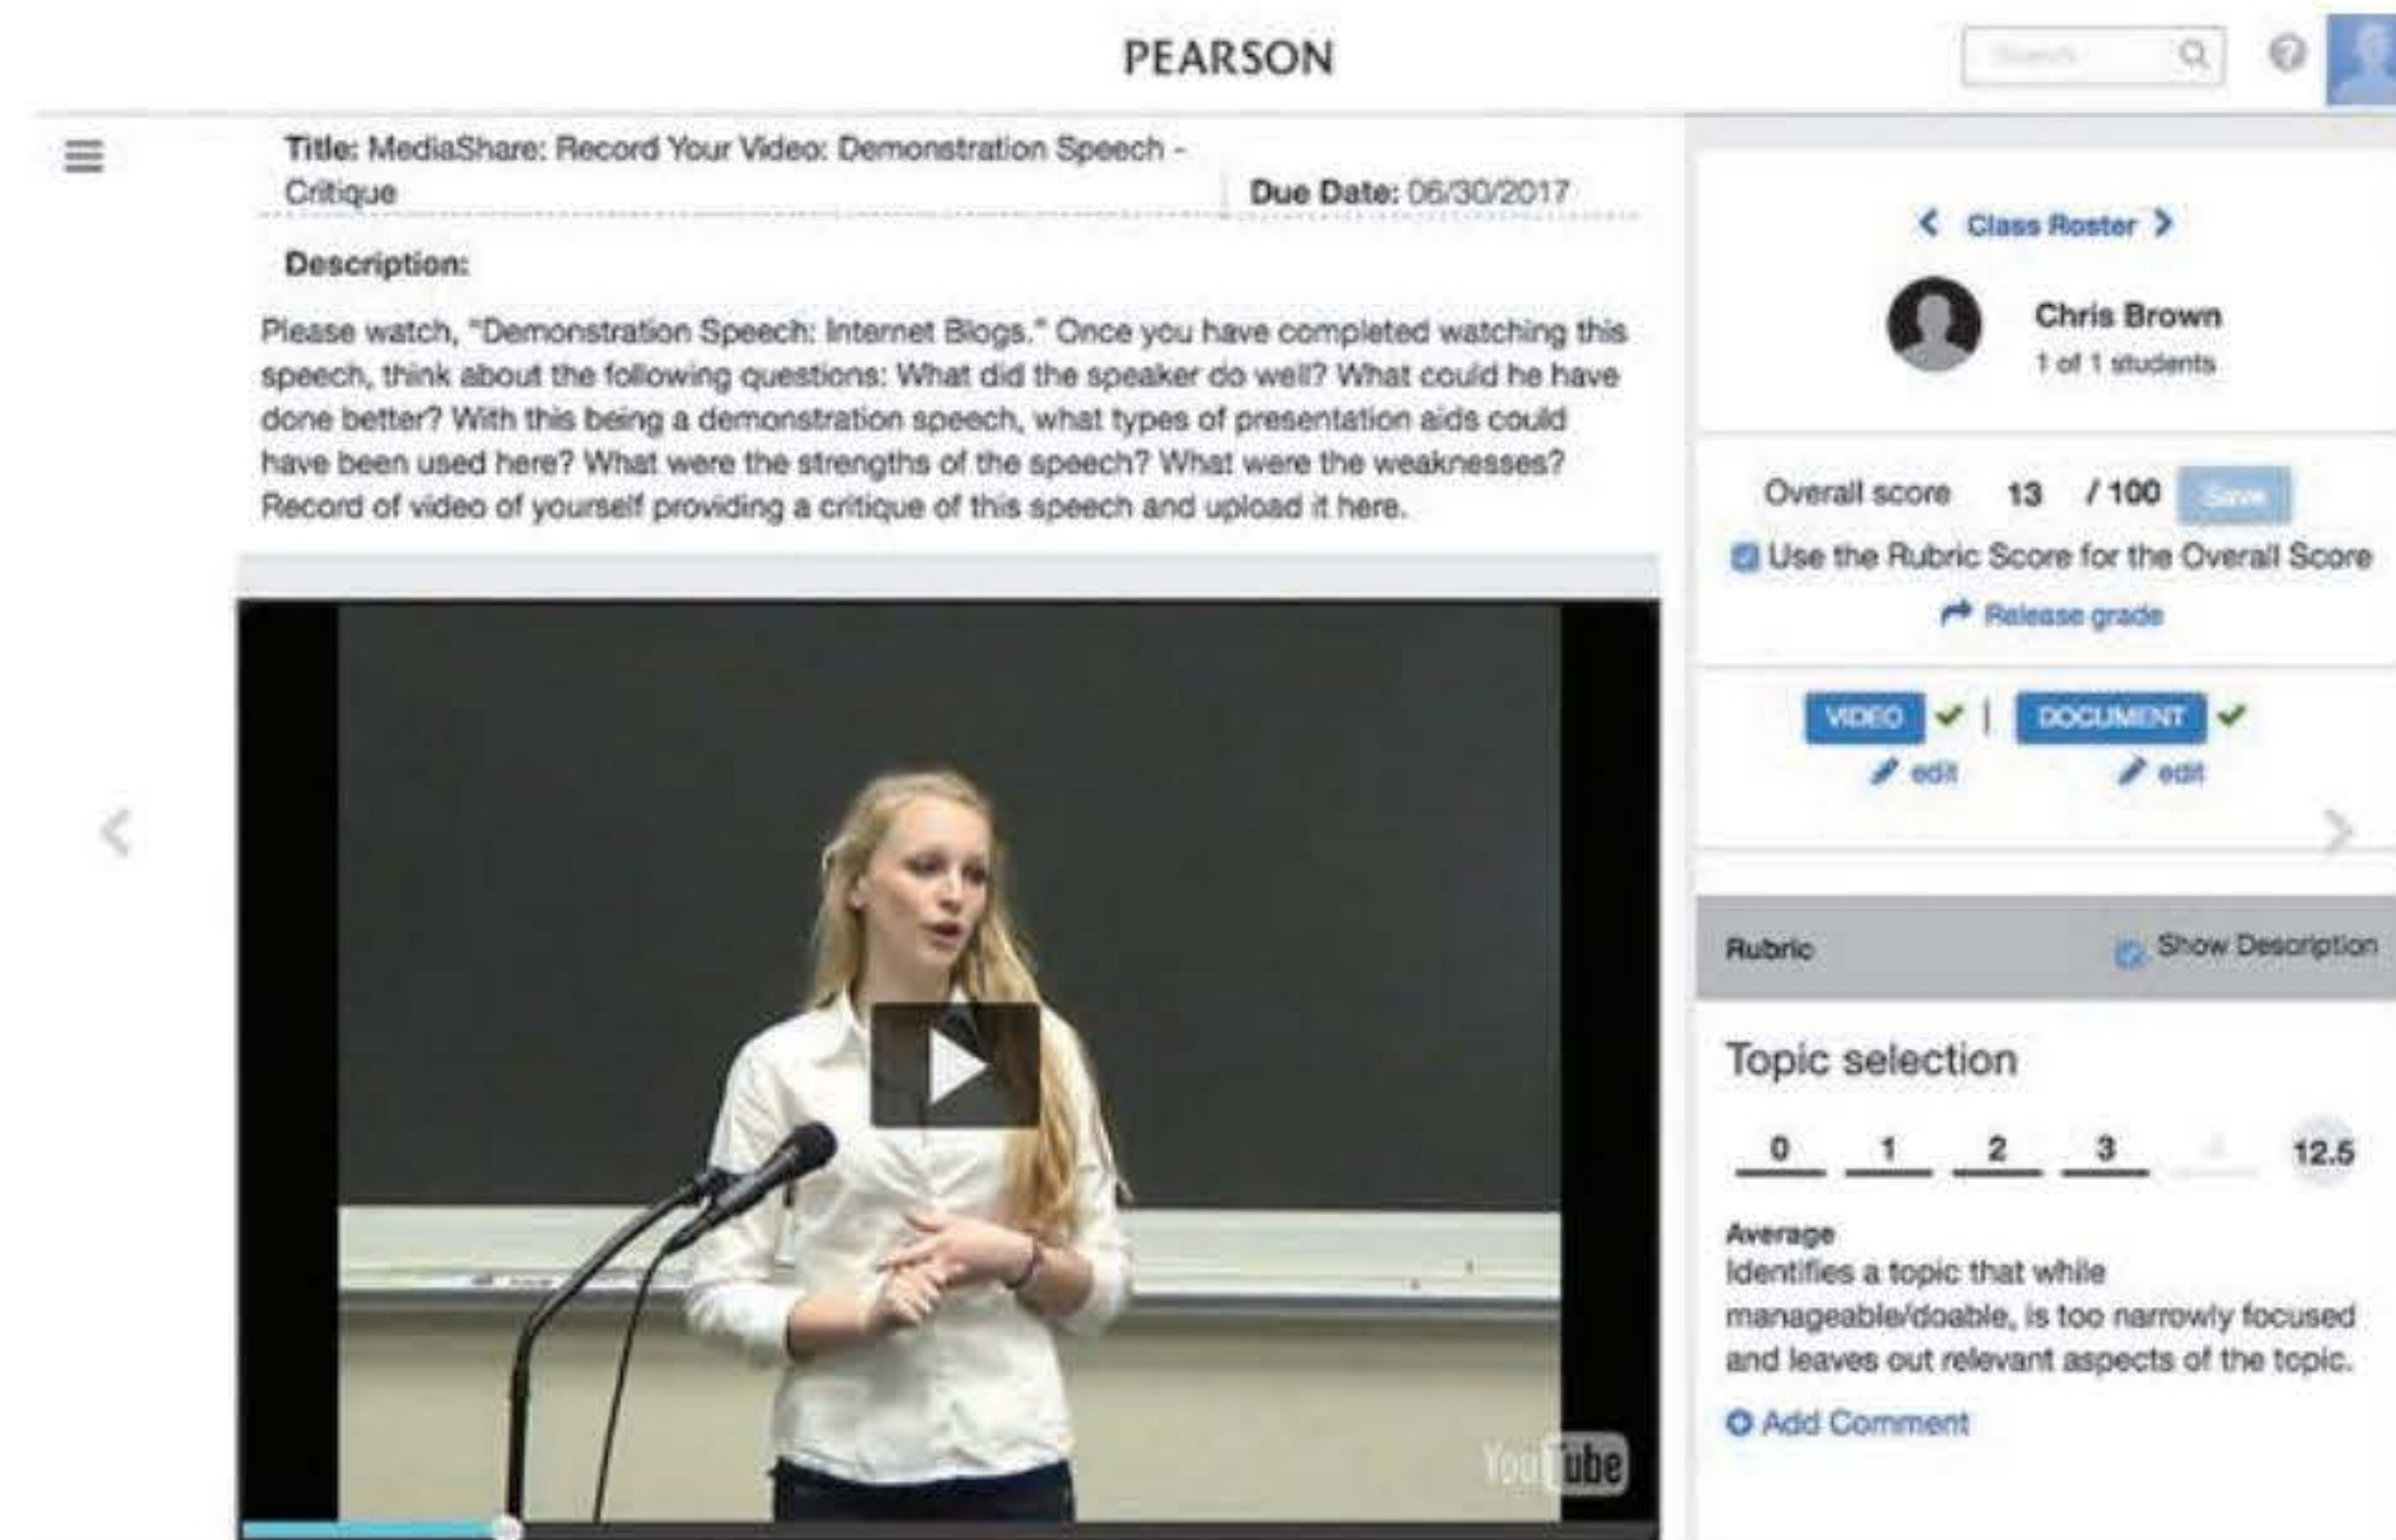 PEARSON
Title: MediaShare: Record Your Video: Demonstration Speech -
Critique
Due Date: 06/30/2017
Description:
Please watch, "Demonstration Speech: Internet Blogs." Once you have completed watching this
speech, think about the following questions: What did the speaker do well? What could he have
done better? With this being a demonstration speech, what types of presentation aids could
have been used here? What were the strengths of the speech? What were the weaknesses?
Record of video of yourself providing a critique of this speech and upload it here.
YouTube
Search
Class Roster
Chris Brown
1 of 1 students
Overall score 13 / 100 Save
Use the Rubric Score for the Overall Score
Release grade
VIDEO | DOCUMENT
edit edit
Rubric Show Description
Topic selection
0 1 2 3 4 12.5
Average
Identifies a topic that while
manageable/doable, is too narrowly focused
and leaves out relevant aspects of the topic.
Add Comment